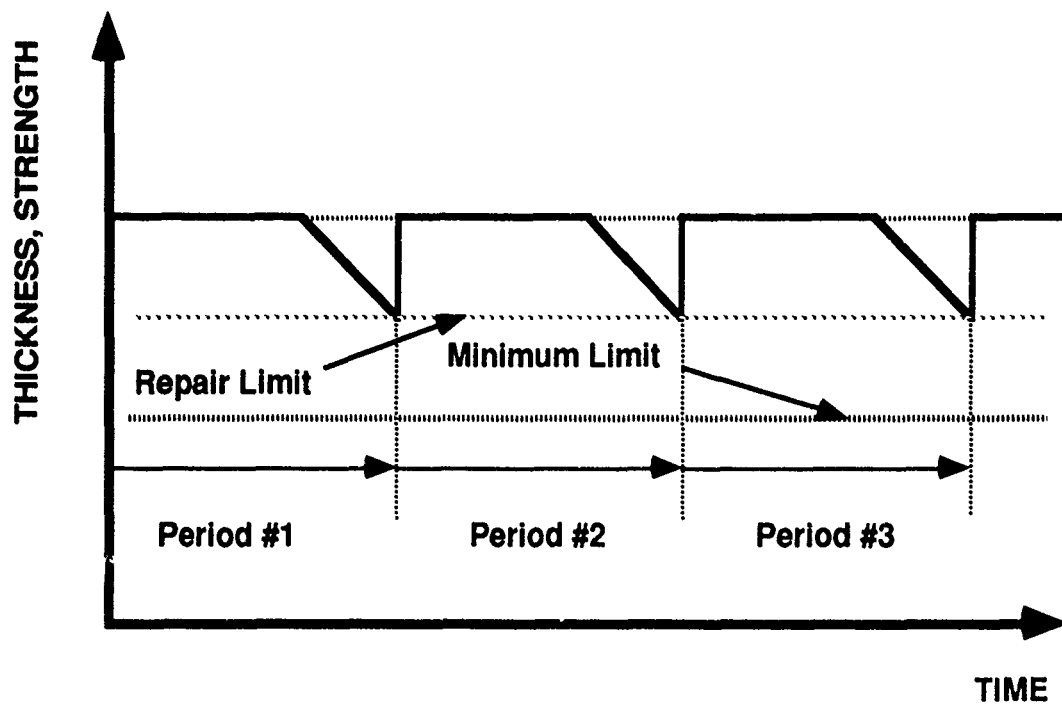 THICKNESS, STRENGTH
Minimum Limit
Repair Limit
Period #1
Period #2
Period #3
TIME